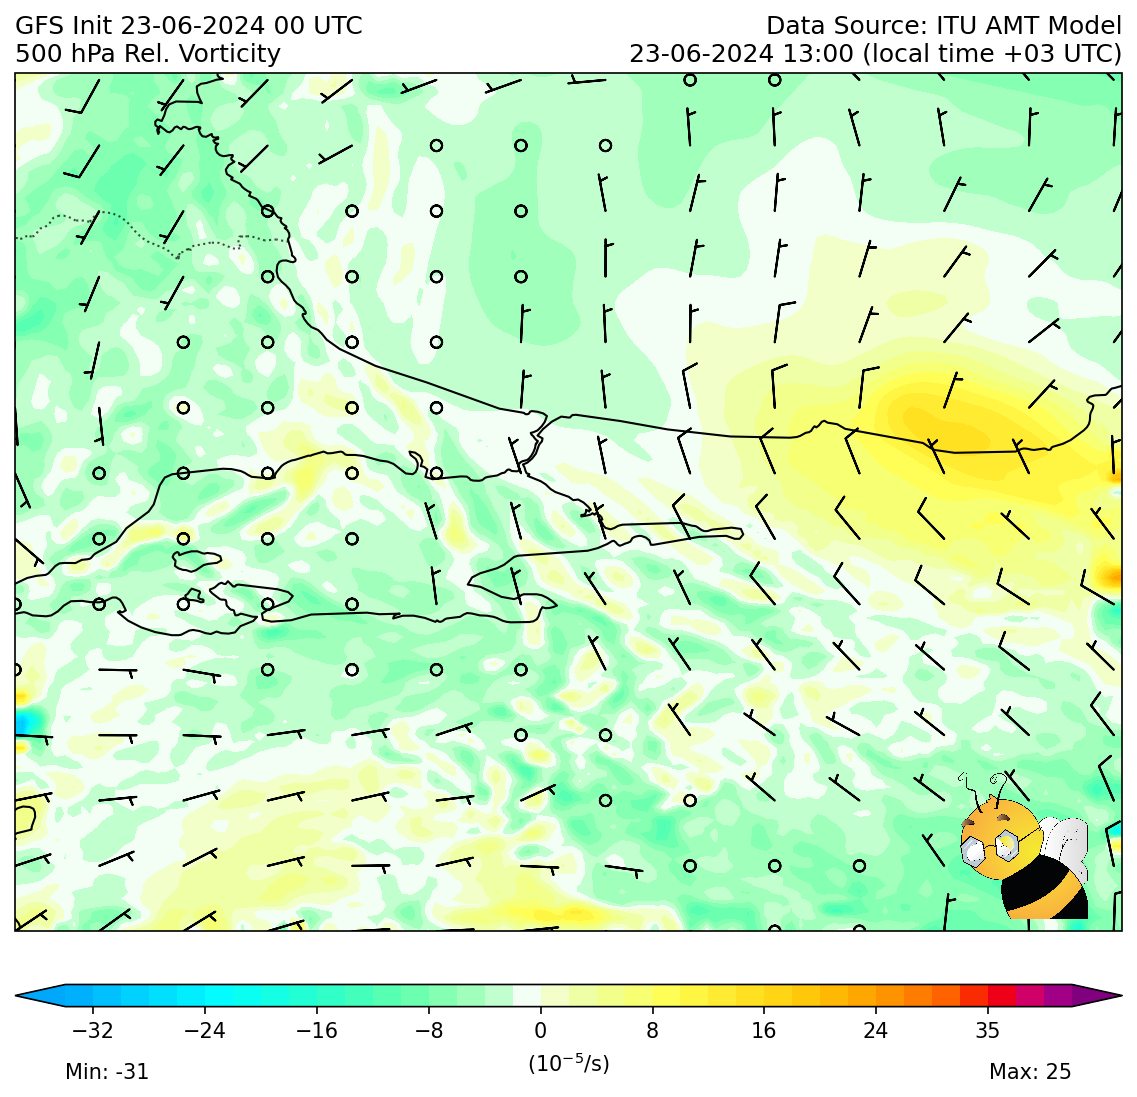 GFS Init 23-06-2024 00 UTC
Data Source: ITU AMT Model
500 hPa Rel. Vorticity
23-06-2024 13:00 (local time +03 UTC)
−32 −24 −16 −8 0 8 16 24 35
(10⁻⁵/s)
Min: -31
Max: 25